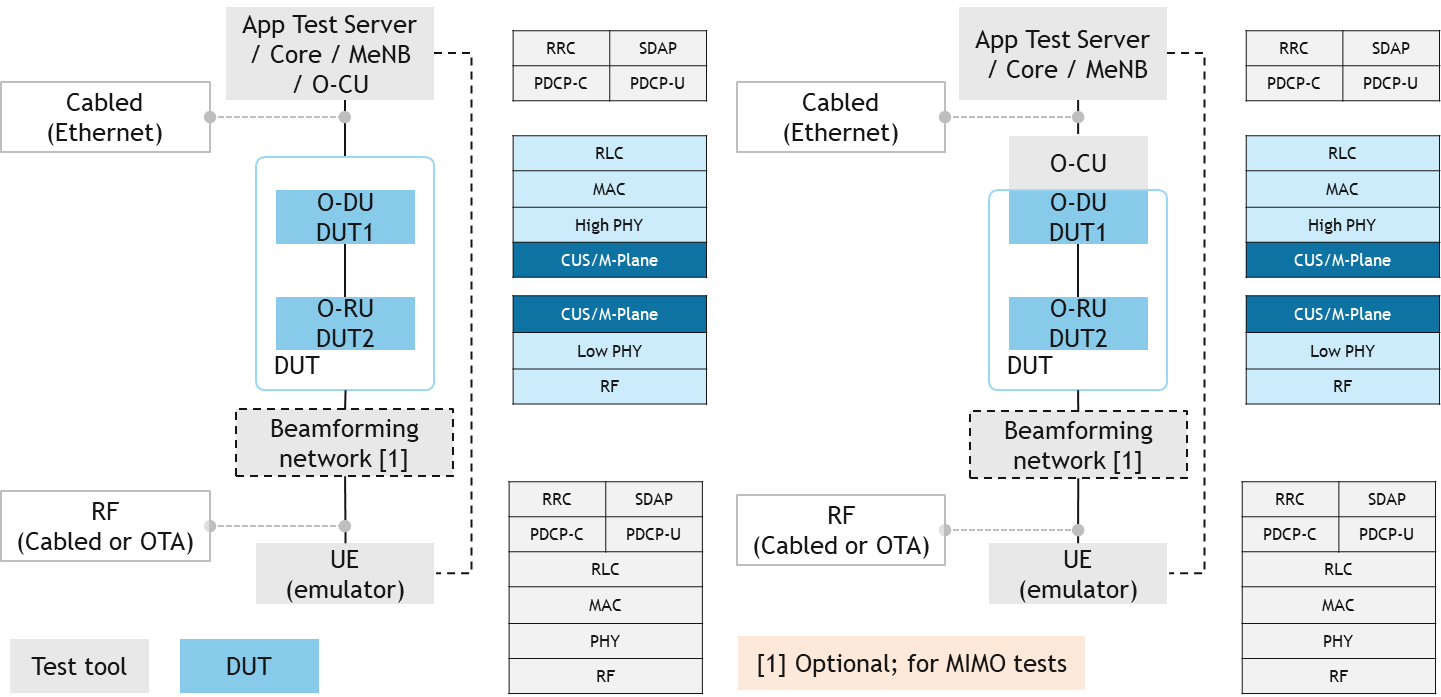 App Test Server
/ Core / MeNB
/ O-CU
Cabled
(Ethernet)
O-DU
DUT1
O-RU
DUT2
DUT
Beamforming
network [1]
RF
(Cabled or OTA)
UE
(emulator)
Test tool
DUT
RRC SDAP
PDCP-C PDCP-U
RLC
MAC
High PHY
CUS/M-Plane
CUS/M-Plane
Low PHY
RF
RRC SDAP
PDCP-C PDCP-U
RLC
MAC
PHY
RF
App Test Server
/ Core / MeNB
Cabled
(Ethernet)
O-CU
O-DU
DUT1
O-RU
DUT2
DUT
Beamforming
network [1]
RF
(Cabled or OTA)
UE
(emulator)
[1] Optional; for MIMO tests
RRC SDAP
PDCP-C PDCP-U
RLC
MAC
High PHY
CUS/M-Plane
CUS/M-Plane
Low PHY
RF
RRC SDAP
PDCP-C PDCP-U
RLC
MAC
PHY
RF